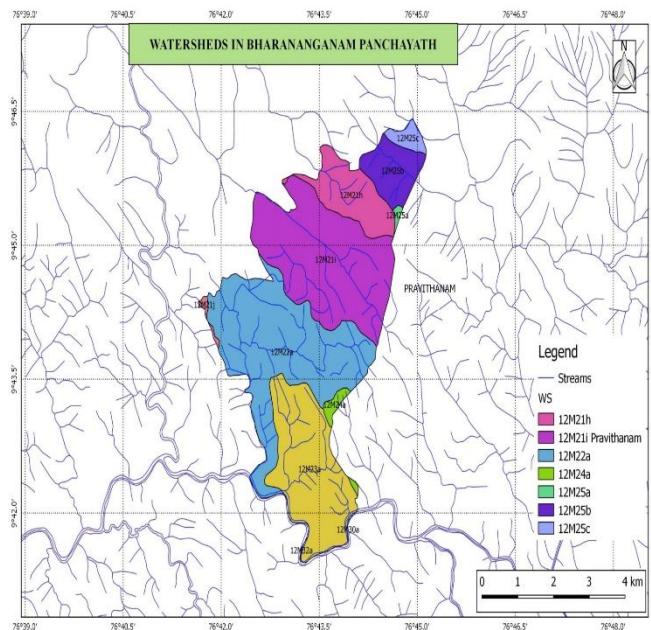 76°39.0' 76°40.5' 76°42.0' 76°43.5' 76°45.0' 76°46.5' 76°48.0'
WATERSHEDS IN BHARANANGANAM PANCHAYATH
N
9°46.5'
12M25c
12M25b
12M21h
12M25a
9°45.0'
12M21i
PRAVITHANAM
12M21j
12M22a
9°43.5'
12M24a
12M23a
9°42.0'
12M30a
12M32a
Legend
Streams
WS
12M21h
12M21i Pravithanam
12M22a
12M24a
12M25a
12M25b
12M25c
0 1 2 3 4 km
76°39.0' 76°40.5' 76°42.0' 76°43.5' 76°45.0' 76°46.5' 76°48.0'